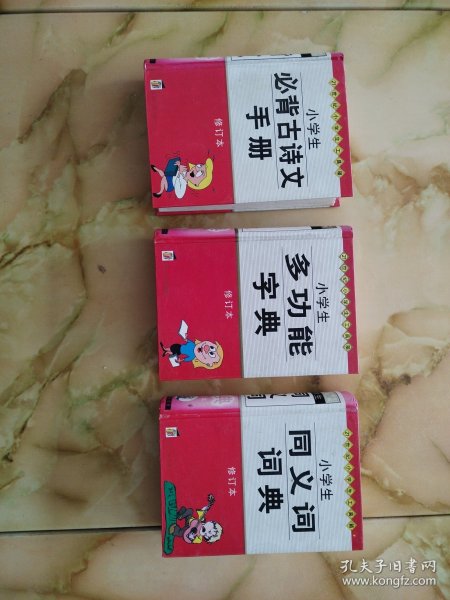 小学生
必背古诗文
手册
修订本
小学生
多功能
字典
修订本
小学生
同义词
词典
修订本
孔夫子旧书网
www.kongfz.com